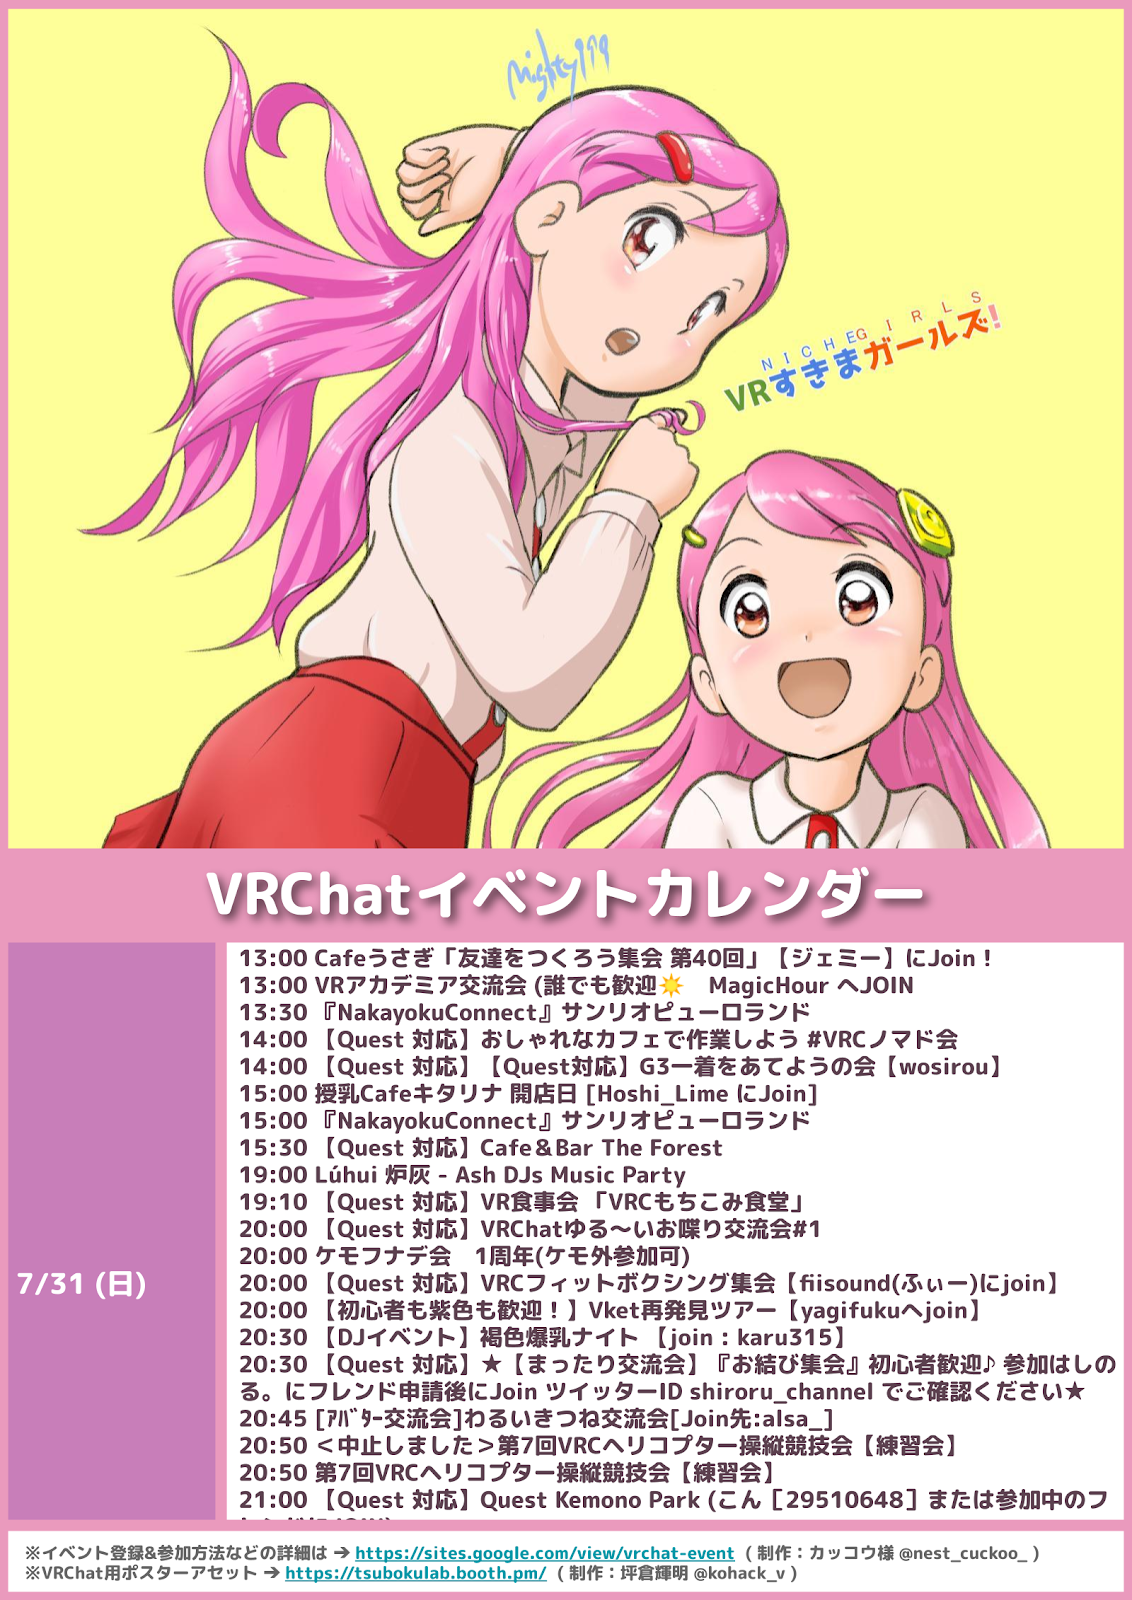 mighty199
NICHE GIRLS
VRすきまガールズ!
VRChatイベントカレンダー
7/31 (日)
13:00 Cafeうさぎ「友達をつくろう集会 第40回」【ジェミー】にJoin！
13:00 VRアカデミア交流会 (誰でも歓迎☀️　MagicHour へJOIN
13:30 『NakayokuConnect』サンリオピューロランド
14:00 【Quest 対応】おしゃれなカフェで作業しよう #VRCノマド会
14:00 【Quest 対応】【Quest対応】G3一着をあてようの会【wosirou】
15:00 授乳Cafeキタリナ 開店日 [Hoshi_Lime にJoin]
15:00 『NakayokuConnect』サンリオピューロランド
15:30 【Quest 対応】Cafe＆Bar The Forest
19:00 Lúhui 炉灰 - Ash DJs Music Party
19:10 【Quest 対応】VR食事会 「VRCもちこみ食堂」
20:00 【Quest 対応】VRChatゆる〜いお喋り交流会#1
20:00 ケモフナデ会　1周年(ケモ外参加可)
20:00 【Quest 対応】VRCフィットボクシング集会【fiisound(ふぃー)にjoin】
20:00 【初心者も紫色も歓迎！】Vket再発見ツアー【yagifukuへjoin】
20:30 【DJイベント】褐色爆乳ナイト 【join：karu315】
20:30 【Quest 対応】★【まったり交流会】『お結び集会』初心者歓迎♪ 参加はしの
る。にフレンド申請後にJoin ツイッターID shiroru_channel でご確認ください★
20:45 [ｱﾊﾞﾀｰ交流会]わるいきつね交流会[Join先:alsa_]
20:50 ＜中止しました＞第7回VRCヘリコプター操縦競技会【練習会】
20:50 第7回VRCヘリコプター操縦競技会【練習会】
21:00 【Quest 対応】Quest Kemono Park (こん［29510648］または参加中のフ
※イベント登録&参加方法などの詳細は ➔ https://sites.google.com/view/vrchat-event （ 制作：カッコウ様 @nest_cuckoo_ ）
※VRChat用ポスターアセット ➔ https://tsubokulab.booth.pm/ （ 制作：坪倉輝明 @kohack_v ）